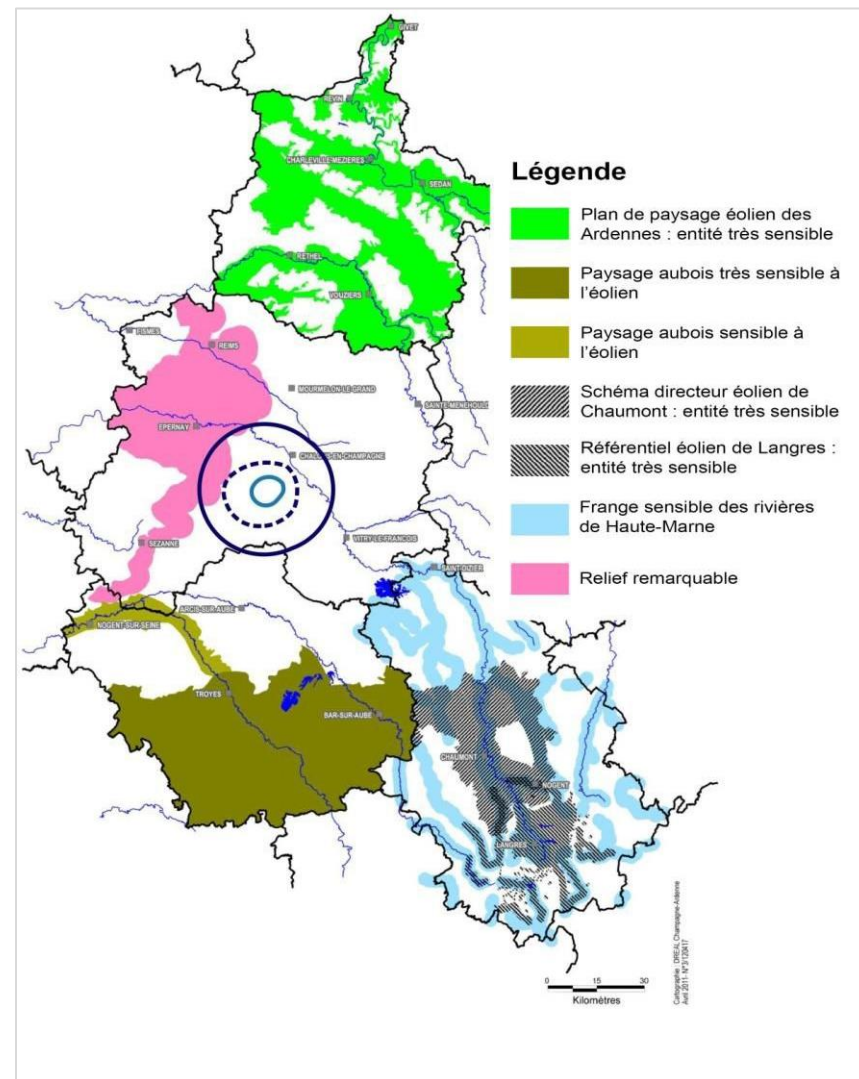 GIVET
REVIN
CHARLEVILLE-MEZIERES
SEDAN
RETHEL
VOUZIERS
FISMES
REIMS
MOURMELON-LE-GRAND
SAINTE-MENEHOULD
EPERNAY
CHALONS-EN-CHAMPAGNE
SEZANNE
VITRY-LE-FRANCOIS
SAINT-DIZIER
ARCIS-SUR-AUBE
NOGENT-SUR-SEINE
TROYES
BAR-SUR-AUBE
CHAUMONT
NOGENT
LANGRES
Légende
Plan de paysage éolien des
Ardennes : entité très sensible
Paysage aubois très sensible à
l'éolien
Paysage aubois sensible à
l'éolien
Schéma directeur éolien de
Chaumont : entité très sensible
Référentiel éolien de Langres :
entité très sensible
Frange sensible des rivières
de Haute-Marne
Relief remarquable
0 15 30
Kilomètres
Cartographie : DREAL Champagne-Ardenne
Avril 2011- N°3/120417